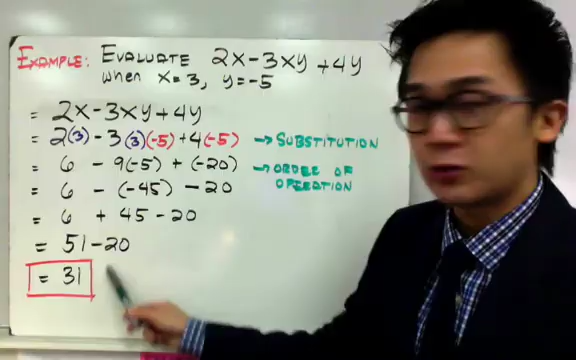 EXAMPLE: EVALUATE 2x-3xy+4y
when x=3, y=-5
= 2x-3xy+4y
= 2(3)-3(3)(-5)+4(-5) → SUBSTITUTION
= 6 - 9(-5) + (-20) → ORDER OF OPERATION
= 6 - (-45) - 20
= 6 + 45 - 20
= 51-20
= 31